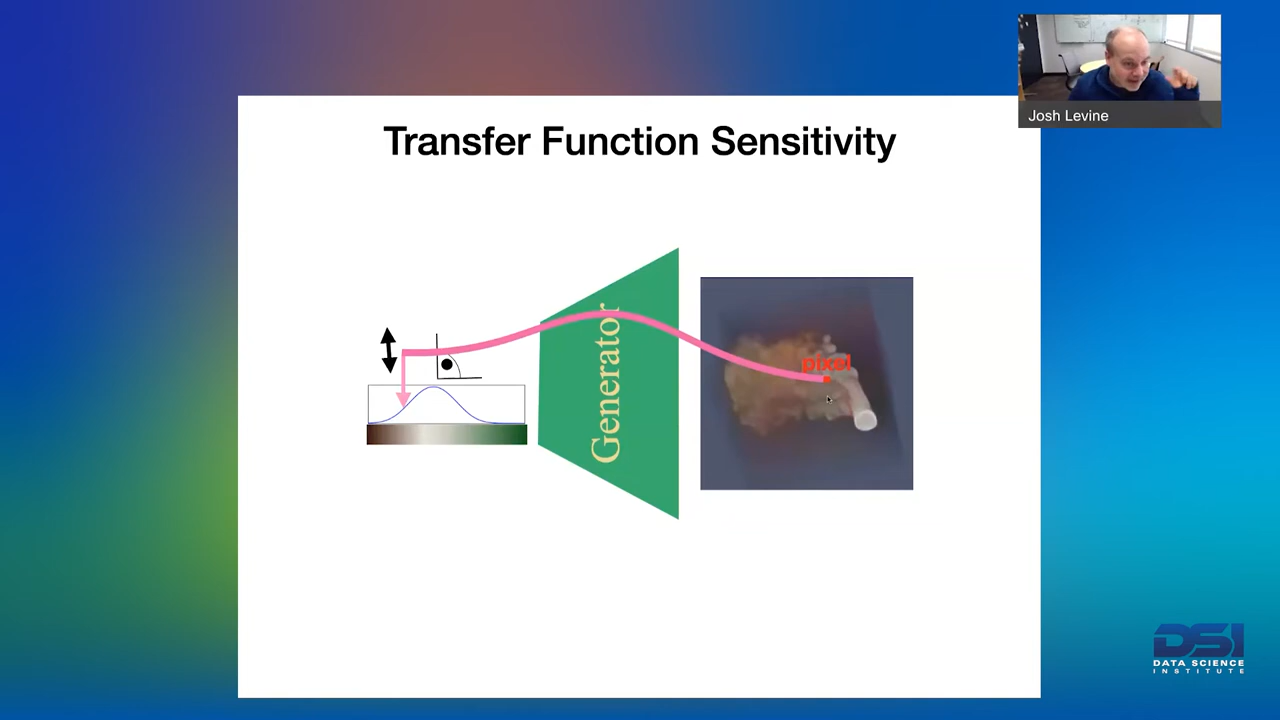 Transfer Function Sensitivity
Josh Levine
Generator
pixel
DSI
DATA SCIENCE
INSTITUTE